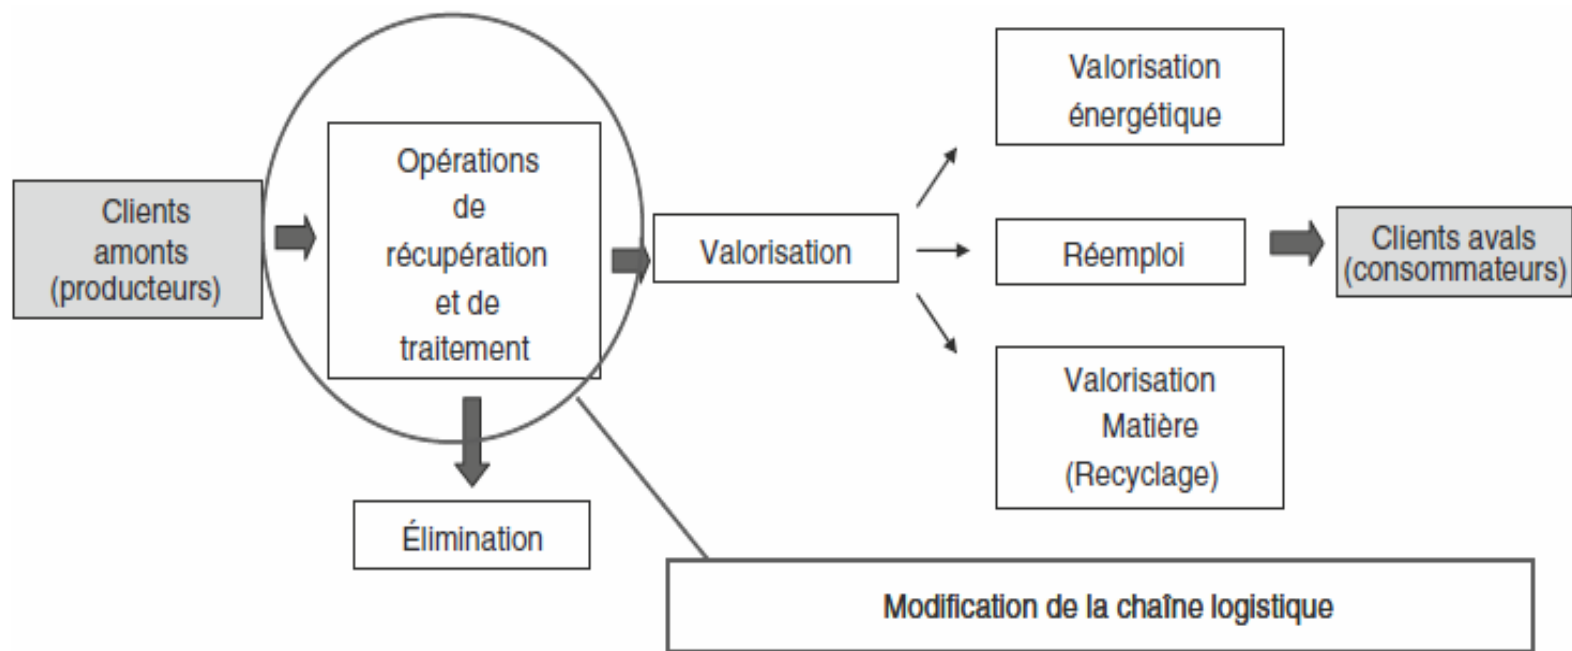 Clients
amonts
(producteurs)
Opérations
de
récupération
et de
traitement
Élimination
Valorisation
Valorisation
énergétique
Réemploi
Valorisation
Matière
(Recyclage)
Clients avals
(consommateurs)
Modification de la chaîne logistique